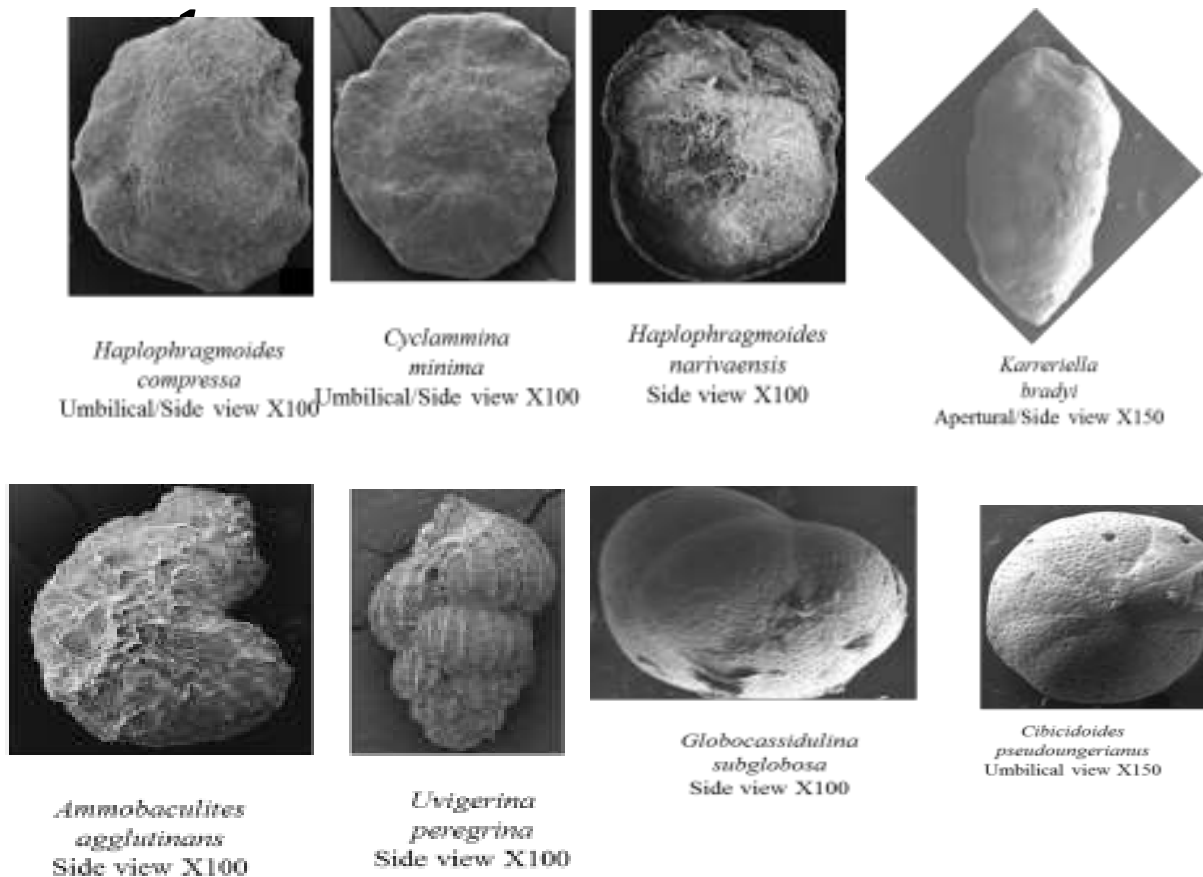 Haplophragmoides
compressa
Umbilical/Side view X100
Cyclammina
minima
Umbilical/Side view X100
Haplophragmoides
narivaensis
Side view X100
Karreriella
bradyi
Apertural/Side view X150
Ammobaculites
agglutinans
Side view X100
Uvigerina
peregrina
Side view X100
Globocassidulina
subglobosa
Side view X100
Cibicidoides
pseudoungerianus
Umbilical view X150